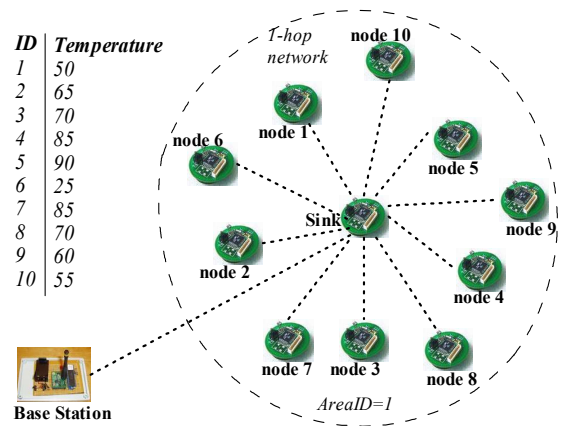 ID Temperature
1 50
2 65
3 70
4 85
5 90
6 25
7 85
8 70
9 60
10 55
1-hop
network
node 10
node 1
node 6
node 5
Sink
node 9
node 2
node 4
node 7
node 3
node 8
AreaID=1
Base Station